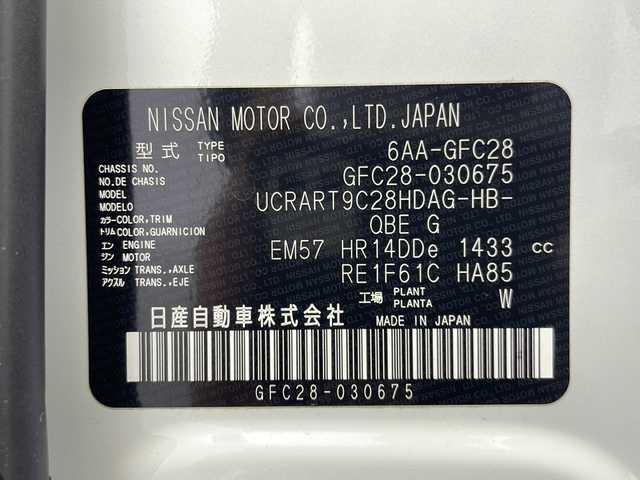 NISSAN MOTOR CO.,LTD.JAPAN
型式 TYPE TIPO 6AA-GFC28
CHASSIS NO. NO.DE CHASIS GFC28-030675
MODEL MODELO UCRART9C28HDAG-HB-
カラー COLOR,TRIM トリム COLOR,GUARNICION QBE G
エンジン ENGINE MOTOR EM57 HR14DDe 1433 cc
ミッション TRANS.,AXLE アクスル TRANS.,EJE RE1F61C HA85
工場 PLANT PLANTA W
日産自動車株式会社 MADE IN JAPAN
GFC28-030675